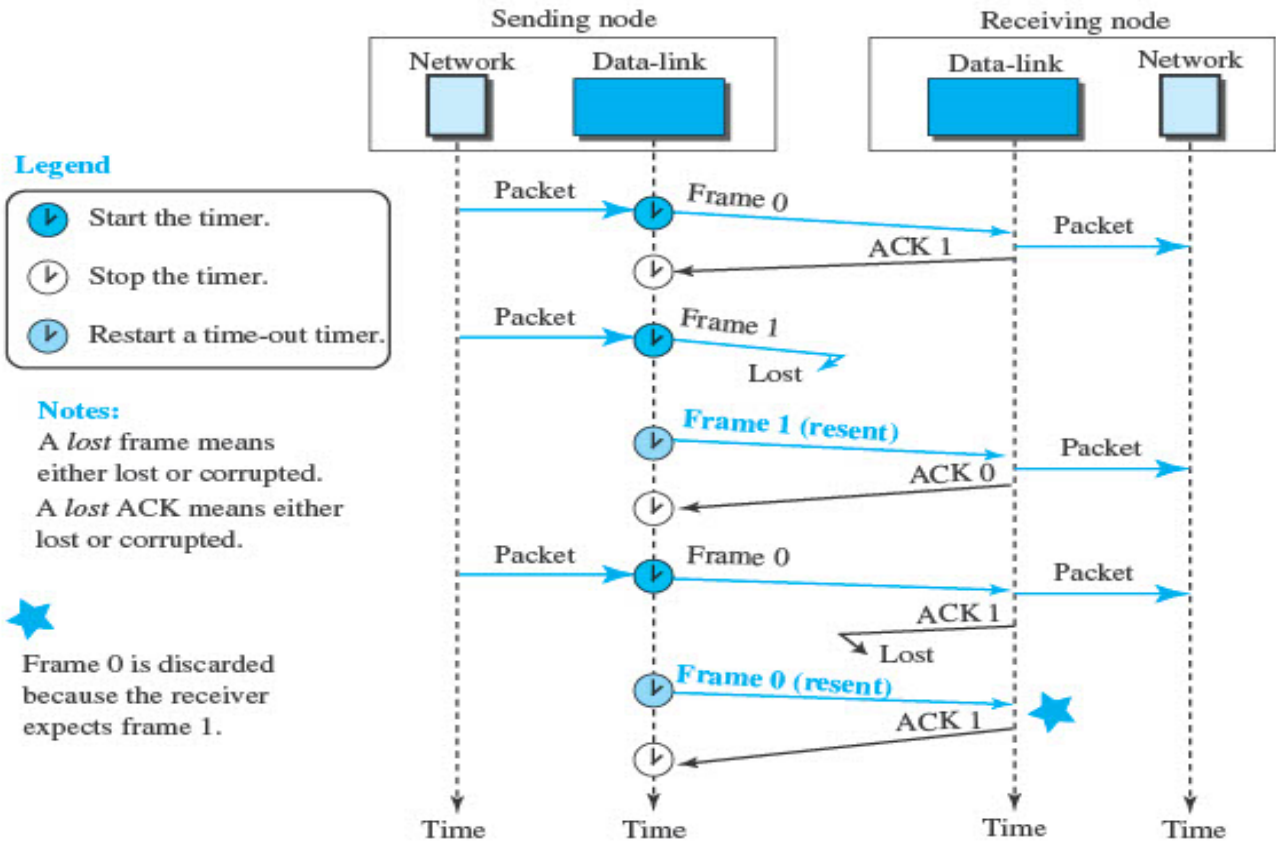 Sending node
Receiving node
Network
Data-link
Data-link
Network
Legend
Start the timer.
Stop the timer.
Restart a time-out timer.
Notes:
A lost frame means
either lost or corrupted.
A lost ACK means either
lost or corrupted.
Frame 0 is discarded
because the receiver
expects frame 1.
Packet
Frame 0
Packet
ACK 1
Packet
Frame 1
Lost
Frame 1 (resent)
Packet
ACK 0
Packet
Frame 0
Packet
ACK 1
Lost
Frame 0 (resent)
ACK 1
Time
Time
Time
Time